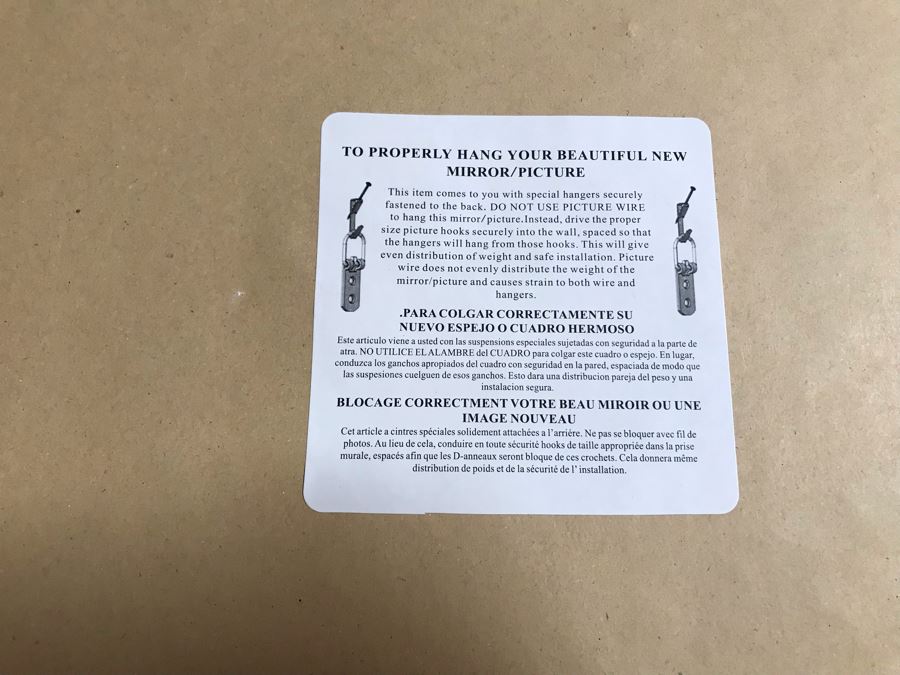 TO PROPERLY HANG YOUR BEAUTIFUL NEW
MIRROR/PICTURE
This item comes to you with special hangers securely
fastened to the back. DO NOT USE PICTURE WIRE
to hang this mirror/picture.Instead, drive the proper
size picture hooks securely into the wall, spaced so that
the hangers will hang from those hooks. This will give
even distribution of weight and safe installation. Picture
wire does not evenly distribute the weight of the
mirror/picture and causes strain to both wire and
hangers.
.PARA COLGAR CORRECTAMENTE SU
NUEVO ESPEJO O CUADRO HERMOSO
Este articulo viene a usted con las suspensions especiales sujetadas con seguridad a la parte de
atra. NO UTILICE EL ALAMBRE del CUADRO para colgar este cuadro o espejo. En lugar,
conduzca los ganchos apropiados del cuadro con seguridad en la pared, espaciada de modo que
las suspesiones cuelguen de esos ganchos. Esto dara una distribucion pareja del peso y una
instalacion segura.
BLOCAGE CORRECTMENT VOTRE BEAU MIROIR OU UNE
IMAGE NOUVEAU
Cet article a cintres spéciales solidement attachées a l'arriére. Ne pas se bloquer avec fil de
photos. Au lieu de cela, conduire en toute sécurité hooks de taille appropriée dans la prise
murale, espacés afin que les D-anneaux seront bloque de ces crochets. Cela donnera même
distribution de poids et de la sécurité de l' installation.